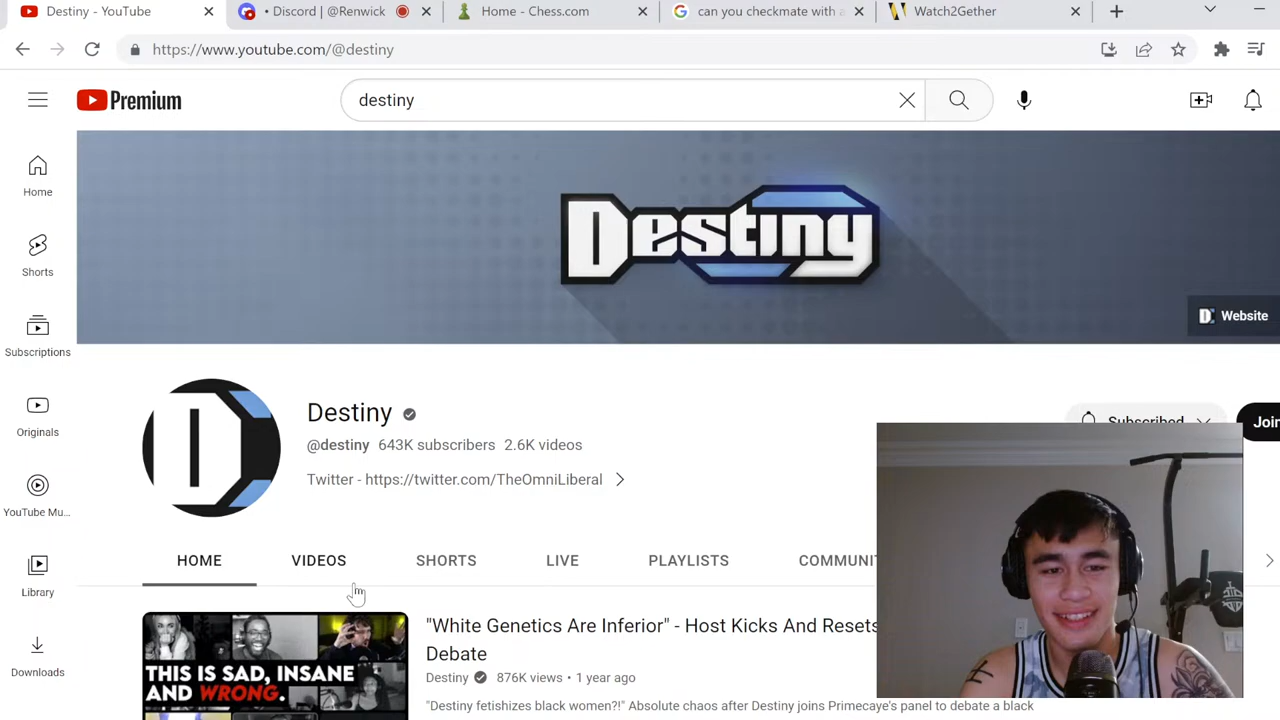 Destiny - YouTube
• Discord | @Renwick
Home - Chess.com
can you checkmate with a
Watch2Gether
https://www.youtube.com/@destiny
Premium
destiny
Home
Shorts
Subscriptions
Originals
YouTube Mu...
Library
Downloads
Destiny
D Website
D
Destiny
@destiny 643K subscribers 2.6K videos
Twitter - https://twitter.com/TheOmniLiberal
Subscribed
Join
HOME
VIDEOS
SHORTS
LIVE
PLAYLISTS
COMMUNI
THIS IS SAD, INSANE
AND WRONG.
"White Genetics Are Inferior" - Host Kicks And Resets
Debate
Destiny 876K views • 1 year ago
"Destiny fetishizes black women?!" Absolute chaos after Destiny joins Primecaye's panel to debate a black